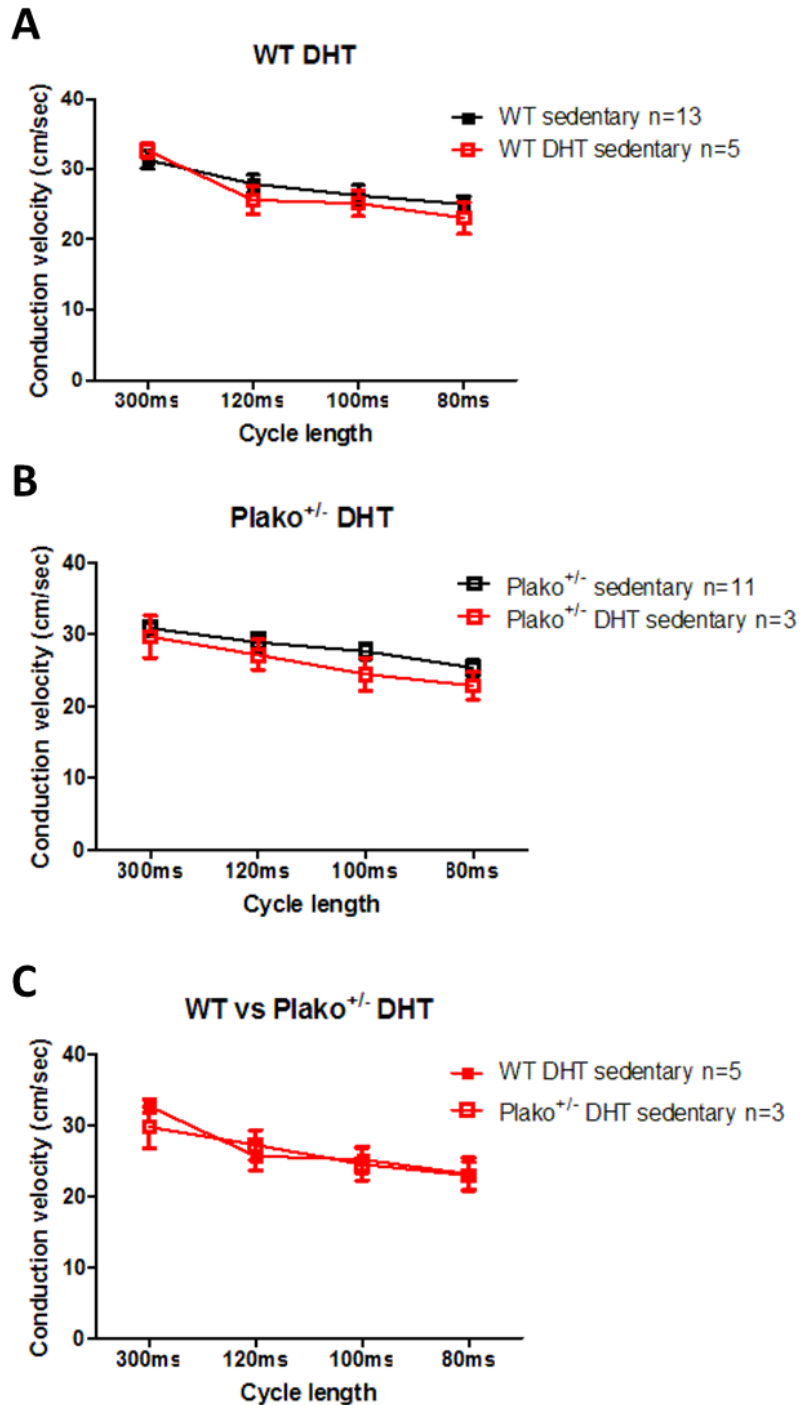 A
WT DHT
Conduction velocity (cm/sec)
40
30
20
10
0
300ms 120ms 100ms 80ms
Cycle length
WT sedentary n=13
WT DHT sedentary n=5
B
Plako+/- DHT
Conduction velocity (cm/sec)
40
30
20
10
0
300ms 120ms 100ms 80ms
Cycle length
Plako+/- sedentary n=11
Plako+/- DHT sedentary n=3
C
WT vs Plako+/- DHT
Conduction velocity (cm/sec)
40
30
20
10
0
300ms 120ms 100ms 80ms
Cycle length
WT DHT sedentary n=5
Plako+/- DHT sedentary n=3